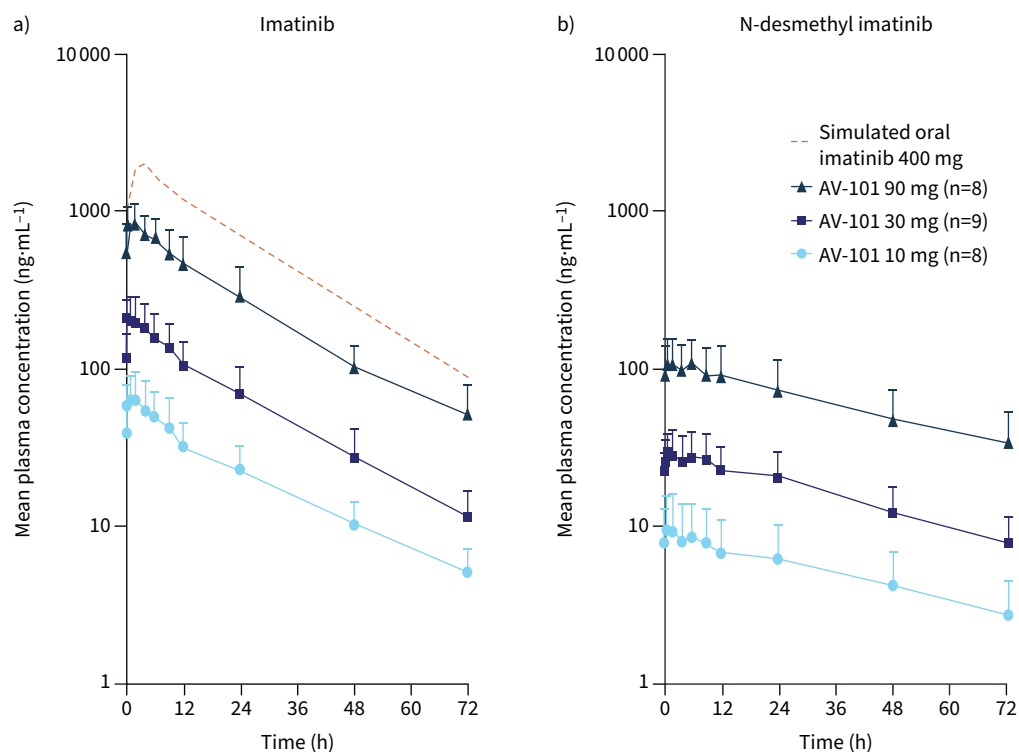 a)
Imatinib
10 000
1000
100
10
1
Mean plasma concentration (ng·mL⁻¹)
0 12 24 36 48 60 72
Time (h)
b)
N-desmethyl imatinib
10 000
1000
100
10
1
Mean plasma concentration (ng·mL⁻¹)
Simulated oral
imatinib 400 mg
AV-101 90 mg (n=8)
AV-101 30 mg (n=9)
AV-101 10 mg (n=8)
0 12 24 36 48 60 72
Time (h)